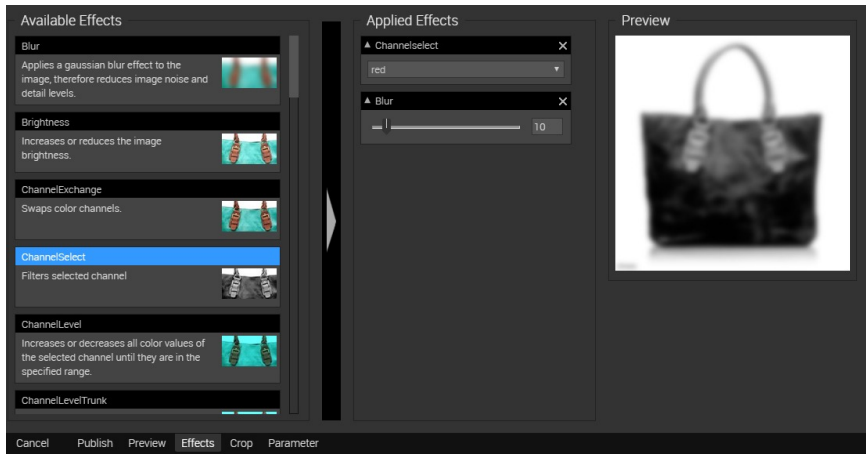 Available Effects
Blur
Applies a gaussian blur effect to the
image, therefore reduces image noise and
detail levels.
Brightness
Increases or reduces the image
brightness.
ChannelExchange
Swaps color channels.
ChannelSelect
Filters selected channel
ChannelLevel
Increases or decreases all color values of
the selected channel until they are in the
specified range.
ChannelLevelTrunk
Applied Effects
Channelselect
red
Blur
10
Preview
Cancel Publish Preview Effects Crop Parameter